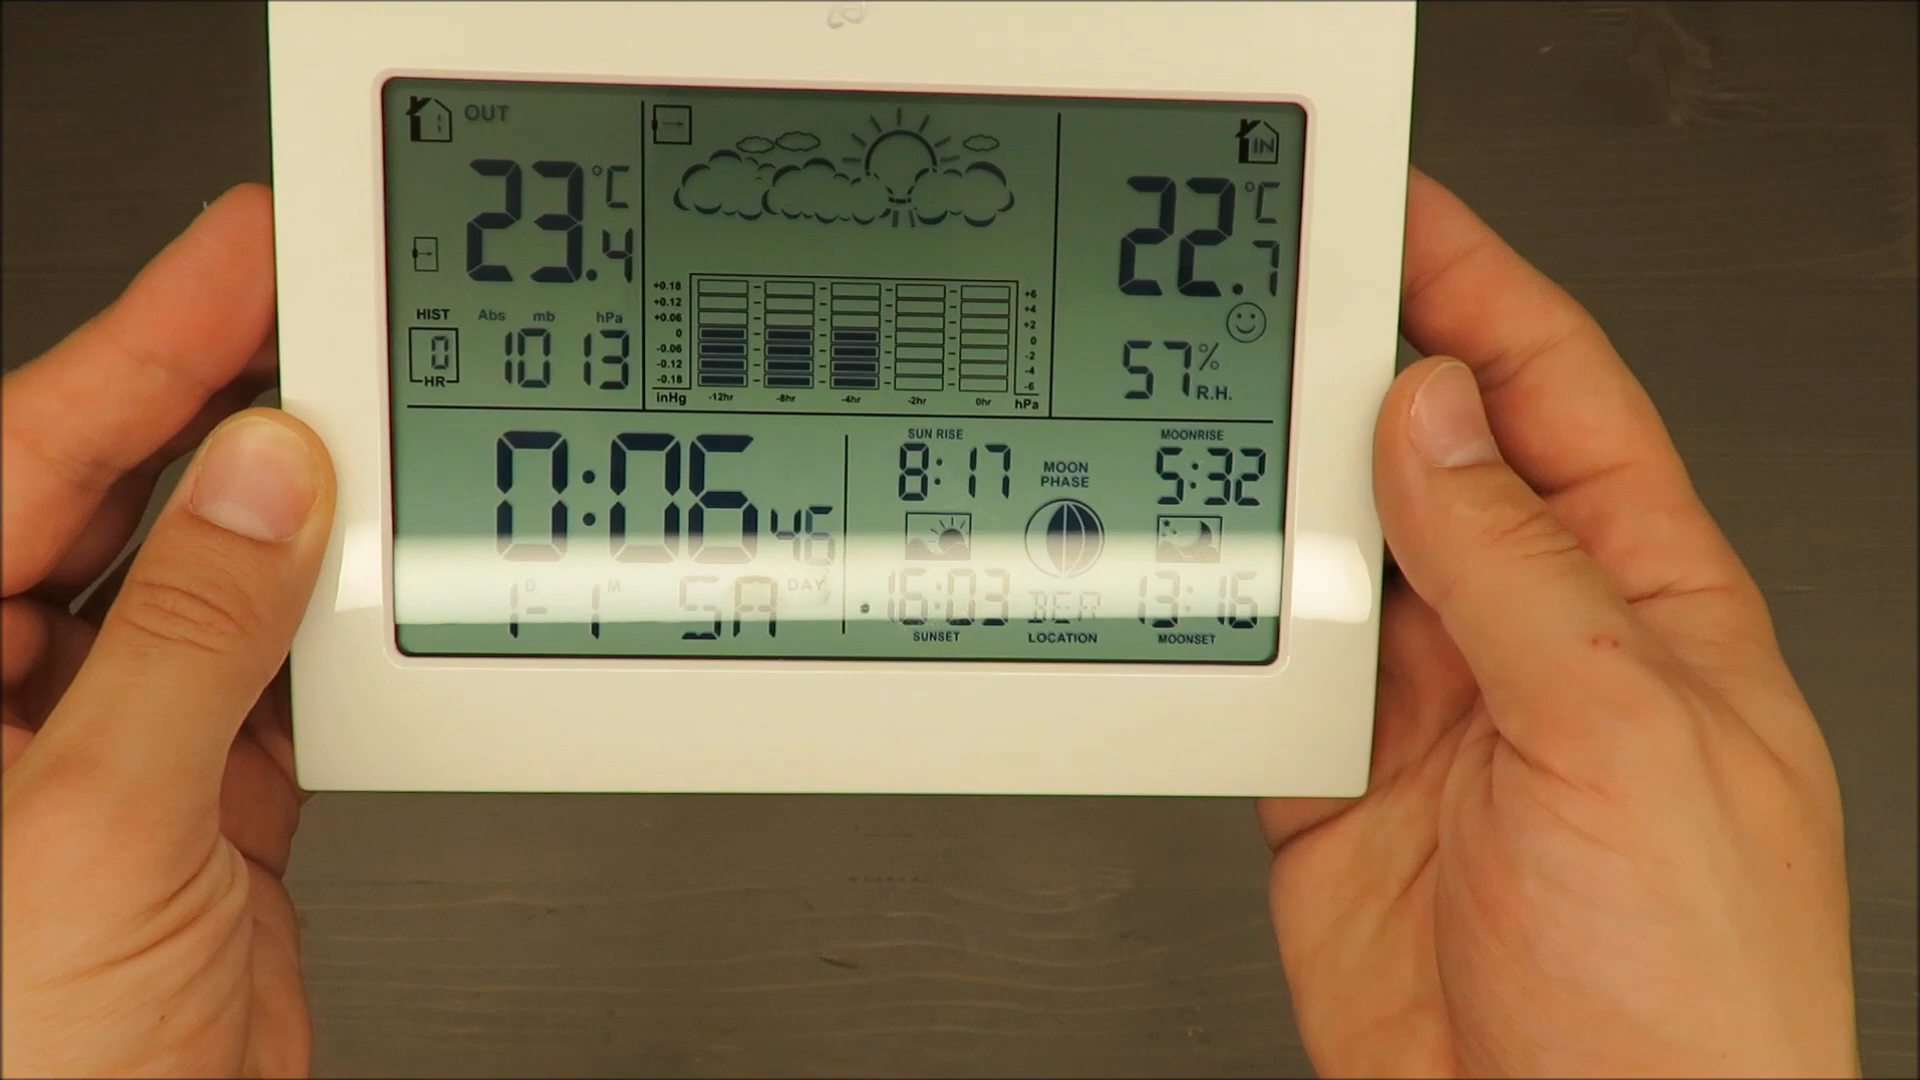 1 OUT
23.4 °C
HIST Abs mb hPa
0 1013
HR
+0.18 +6
+0.12 +4
+0.06 +2
0 0
-0.06 -2
-0.12 -4
-0.18 -6
inHg -12hr -8hr -4hr -2hr 0hr hPa
IN
22.7 °C
57% R.H.
0:06 46
D M DAY
1- 1 SA
SUN RISE
8:17
MOON
PHASE
MOONRISE
5:32
16:03 BER 13:16
SUNSET LOCATION MOONSET